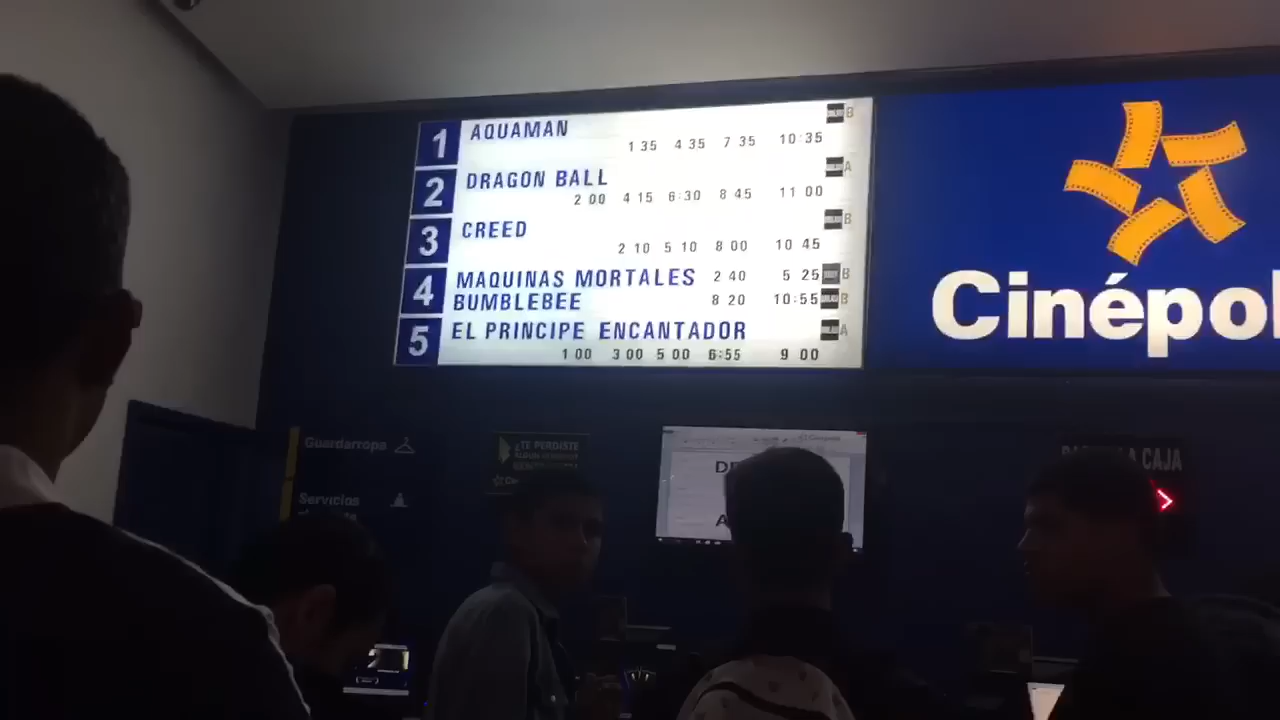 1 AQUAMAN B
1 35 4 35 7 35 10:35
2 DRAGON BALL A
2 00 4 15 6:30 8 45 11 00
3 CREED B
2 10 5 10 8 00 10 45
4 MAQUINAS MORTALES 2 40 5 25 B
BUMBLEBEE 8 20 10:55 B
5 EL PRINCIPE ENCANTADOR A
1 00 3 00 5 00 6:55 9 00
Cinépol
Guardarropa
Servicios
¿TE PERDISTE
A CAJA